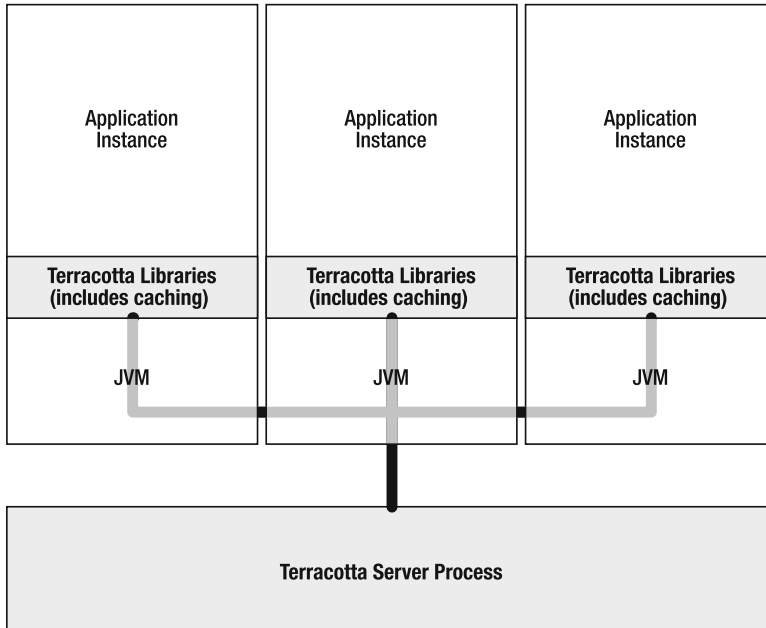 Application
Instance
Application
Instance
Application
Instance
Terracotta Libraries
(includes caching)
Terracotta Libraries
(includes caching)
Terracotta Libraries
(includes caching)
JVM
JVM
JVM
Terracotta Server Process